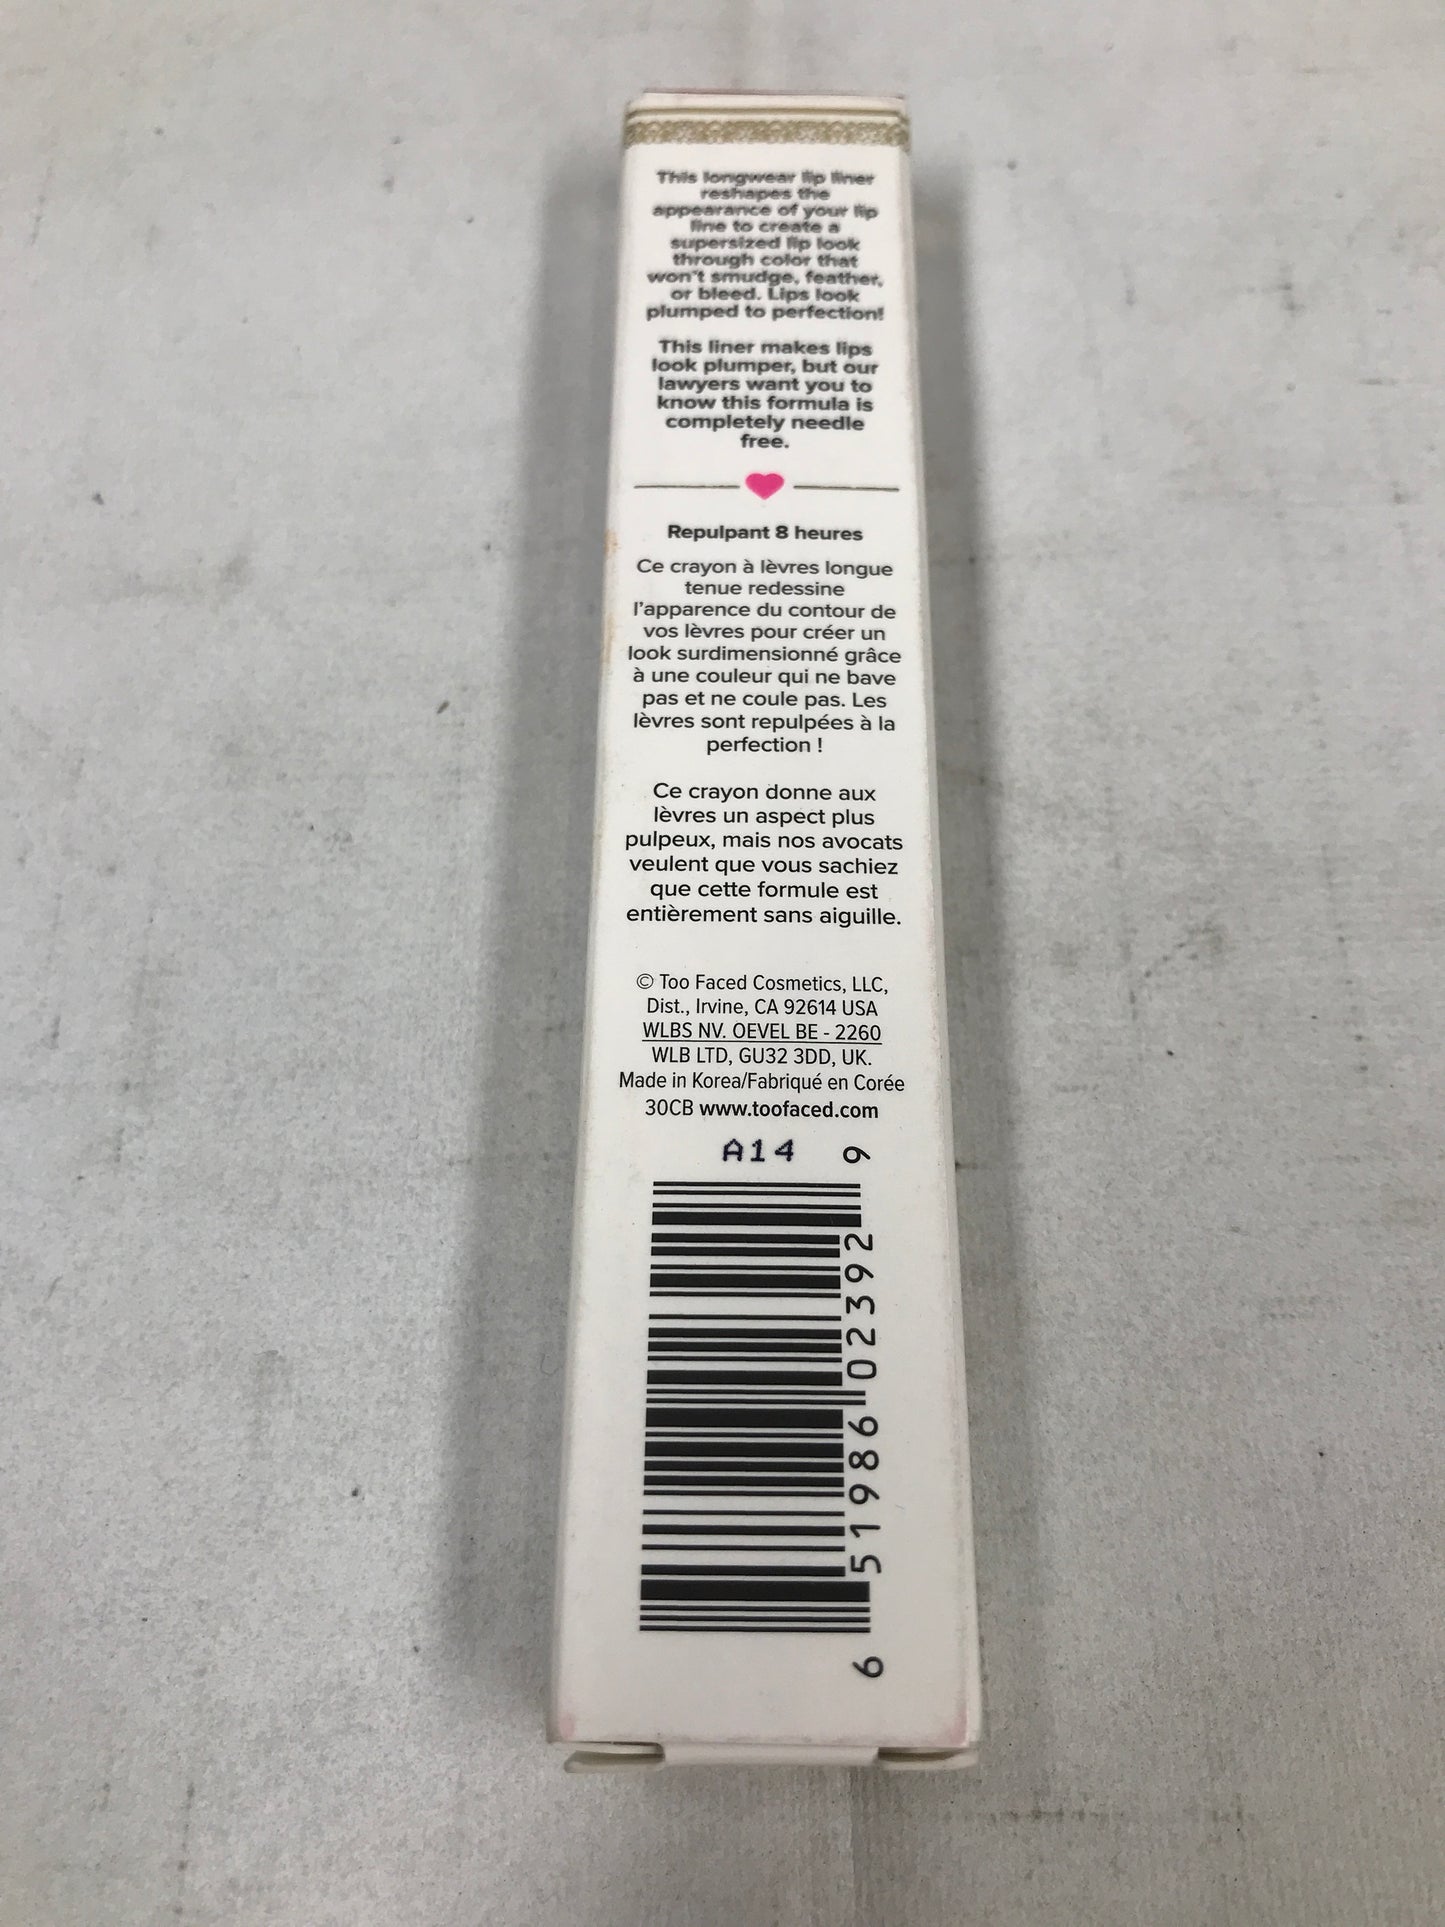 This longwear lip liner
reshapes the
appearance of your lip
line to create a
supersized lip look
through color that
won't smudge, feather,
or bleed. Lips look
plumped to perfection!
This liner makes lips
look plumper, but our
lawyers want you to
know this formula is
completely needle
free.
Repulpant 8 heures
Ce crayon à lèvres longue
tenue redessine
l'apparence du contour de
vos lèvres pour créer un
look surdimensionné grâce
à une couleur qui ne bave
pas et ne coule pas. Les
lèvres sont repulpées à la
perfection !
Ce crayon donne aux
lèvres un aspect plus
pulpeux, mais nos avocats
veulent que vous sachiez
que cette formule est
entièrement sans aiguille.
© Too Faced Cosmetics, LLC,
Dist., Irvine, CA 92614 USA
WLBS NV. OEVEL BE - 2260
WLB LTD, GU32 3DD, UK.
Made in Korea/Fabriqué en Corée
30CB www.toofaced.com
A14
6 51986 02392 9